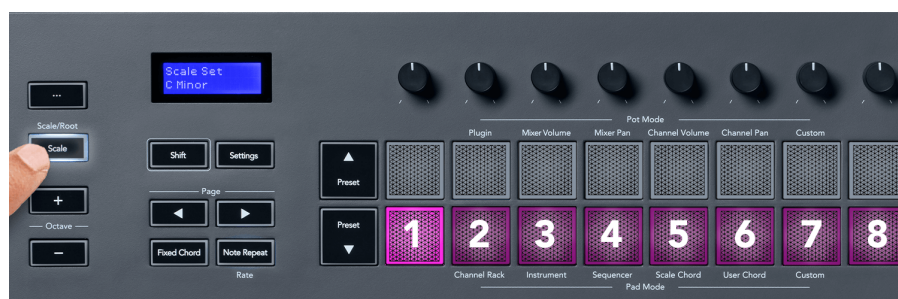 Scale Set
C Minor
...
Scale/Root
Scale
+
Octave
−
Shift
Settings
Page
Fixed Chord
Note Repeat
Rate
Preset
Preset
Pot Mode
Plugin
Mixer Volume
Mixer Pan
Channel Volume
Channel Pan
Custom
1 2 3 4 5 6 7 8
Channel Rack
Instrument
Sequencer
Scale Chord
User Chord
Custom
Pad Mode